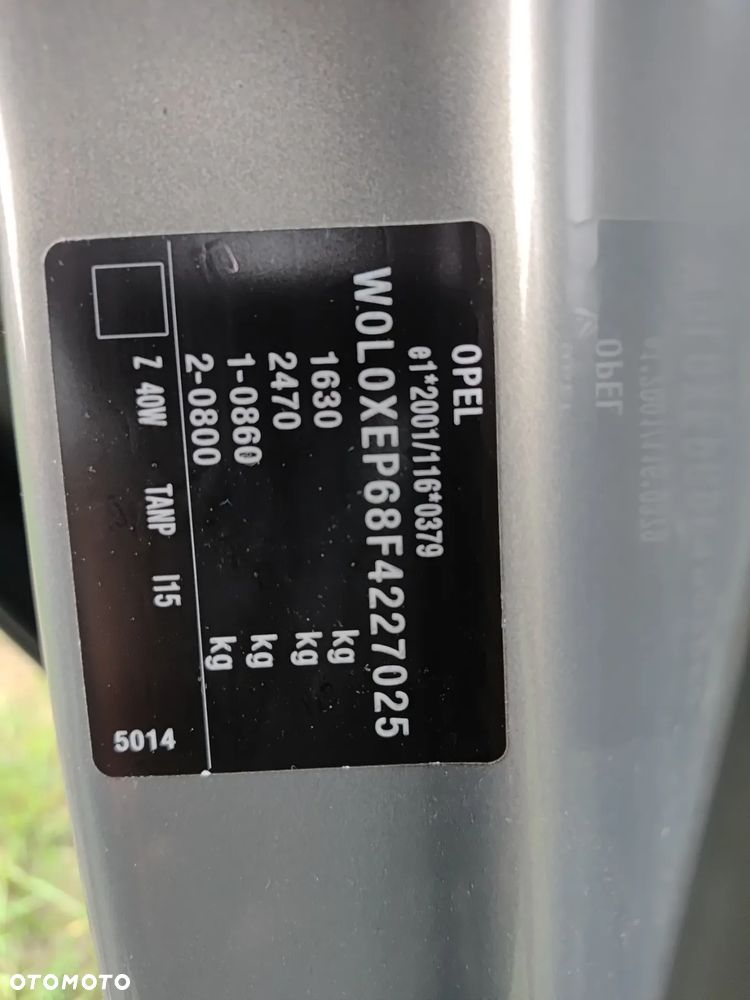 OPEL
e1*2001/116*0379
W0L0XEP68F4227025
1630 kg
2470 kg
1-0860 kg
2-0800 kg
Z 40W TANP I15
5014
OTOMOTO